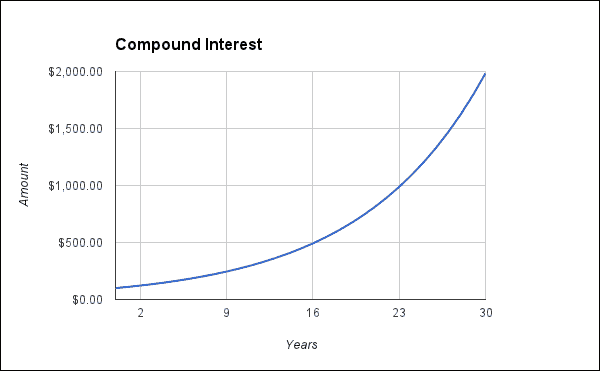 Compound Interest
$2,000.00
$1,500.00
$1,000.00
$500.00
$0.00
Amount
2 9 16 23 30
Years